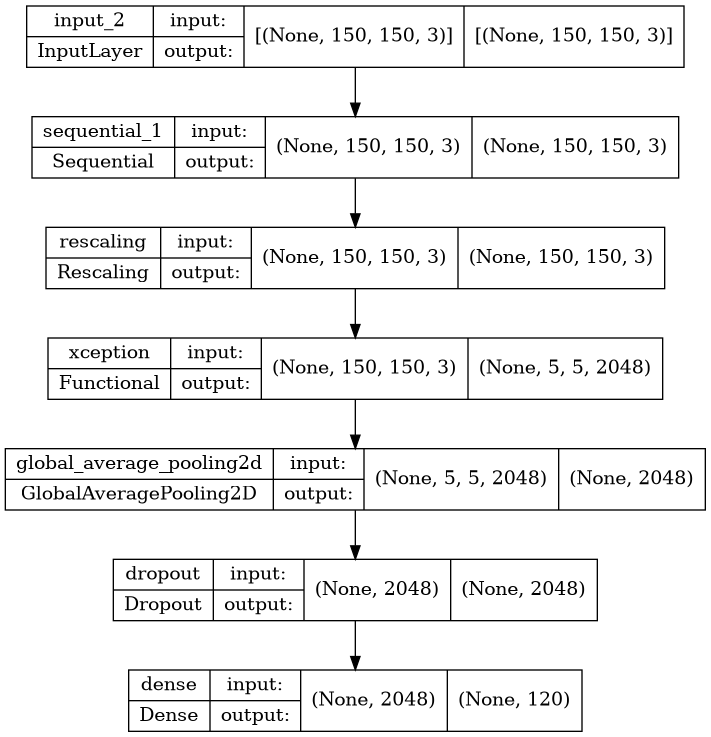 input_2 input: [(None, 150, 150, 3)] [(None, 150, 150, 3)]
InputLayer output:
sequential_1 input: (None, 150, 150, 3) (None, 150, 150, 3)
Sequential output:
rescaling input: (None, 150, 150, 3) (None, 150, 150, 3)
Rescaling output:
xception input: (None, 150, 150, 3) (None, 5, 5, 2048)
Functional output:
global_average_pooling2d input: (None, 5, 5, 2048) (None, 2048)
GlobalAveragePooling2D output:
dropout input: (None, 2048) (None, 2048)
Dropout output:
dense input: (None, 2048) (None, 120)
Dense output: